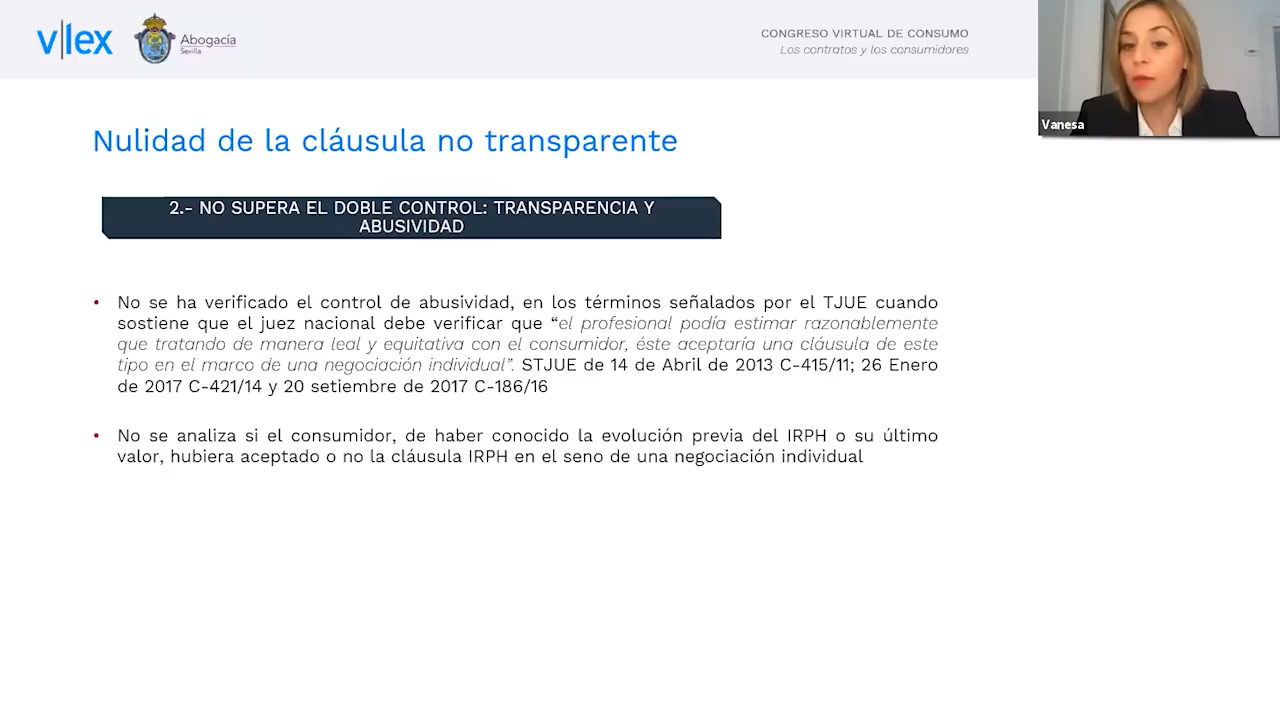 v|lex
Abogacía
Sevilla
CONGRESO VIRTUAL DE CONSUMO
Los contratos y los consumidores
Vanesa
Nulidad de la cláusula no transparente
2.- NO SUPERA EL DOBLE CONTROL: TRANSPARENCIA Y
ABUSIVIDAD
• No se ha verificado el control de abusividad, en los términos señalados por el TJUE cuando
sostiene que el juez nacional debe verificar que “el profesional podía estimar razonablemente
que tratando de manera leal y equitativa con el consumidor, éste aceptaría una cláusula de este
tipo en el marco de una negociación individual”. STJUE de 14 de Abril de 2013 C-415/11; 26 Enero
de 2017 C-421/14 y 20 setiembre de 2017 C-186/16
• No se analiza si el consumidor, de haber conocido la evolución previa del IRPH o su último
valor, hubiera aceptado o no la cláusula IRPH en el seno de una negociación individual